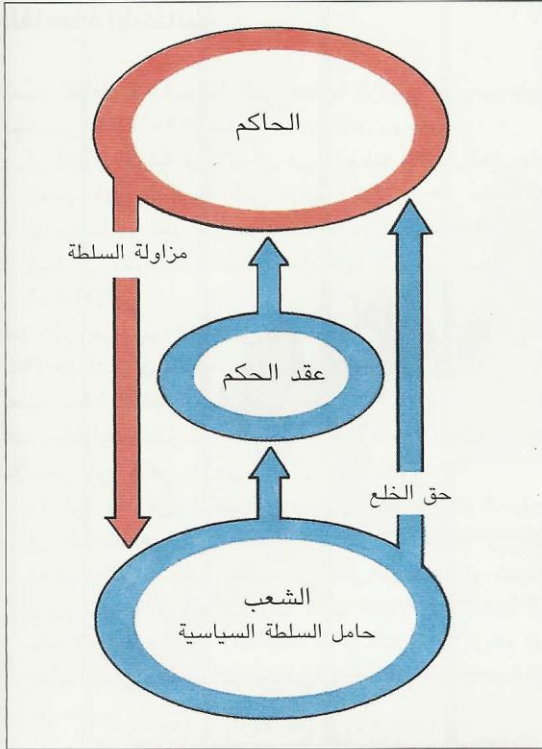 الحاكم
مزاولة السلطة
عقد الحكم
حق الخلع
الشعب
حامل السلطة السياسية